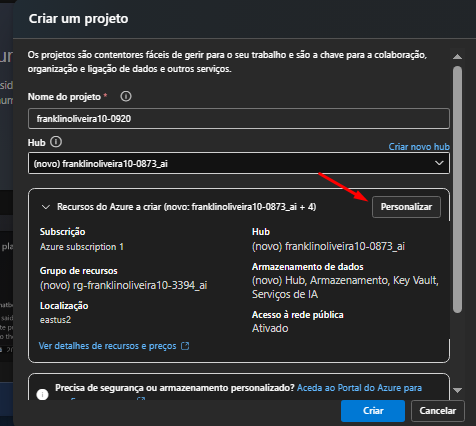 Criar um projeto
Os projetos são contentores fáceis de gerir para o seu trabalho e são a chave para a colaboração,
organização e ligação de dados e outros serviços.
Nome do projeto *
franklinoliveira10-0920
Hub
Criar novo hub
(novo) franklinoliveira10-0873_ai
Recursos do Azure a criar (novo: franklinoliveira10-0873_ai + 4)
Personalizar
Subscrição
Azure subscription 1
Grupo de recursos
(novo) rg-franklinoliveira10-3394_ai
Localização
eastus2
Hub
(novo) franklinoliveira10-0873_ai
Armazenamento de dados
(novo) Hub, Armazenamento, Key Vault,
Serviços de IA
Acesso à rede pública
Ativado
Ver detalhes de recursos e preços
Precisa de segurança ou armazenamento personalizado? Aceda ao Portal do Azure para
Criar
Cancelar